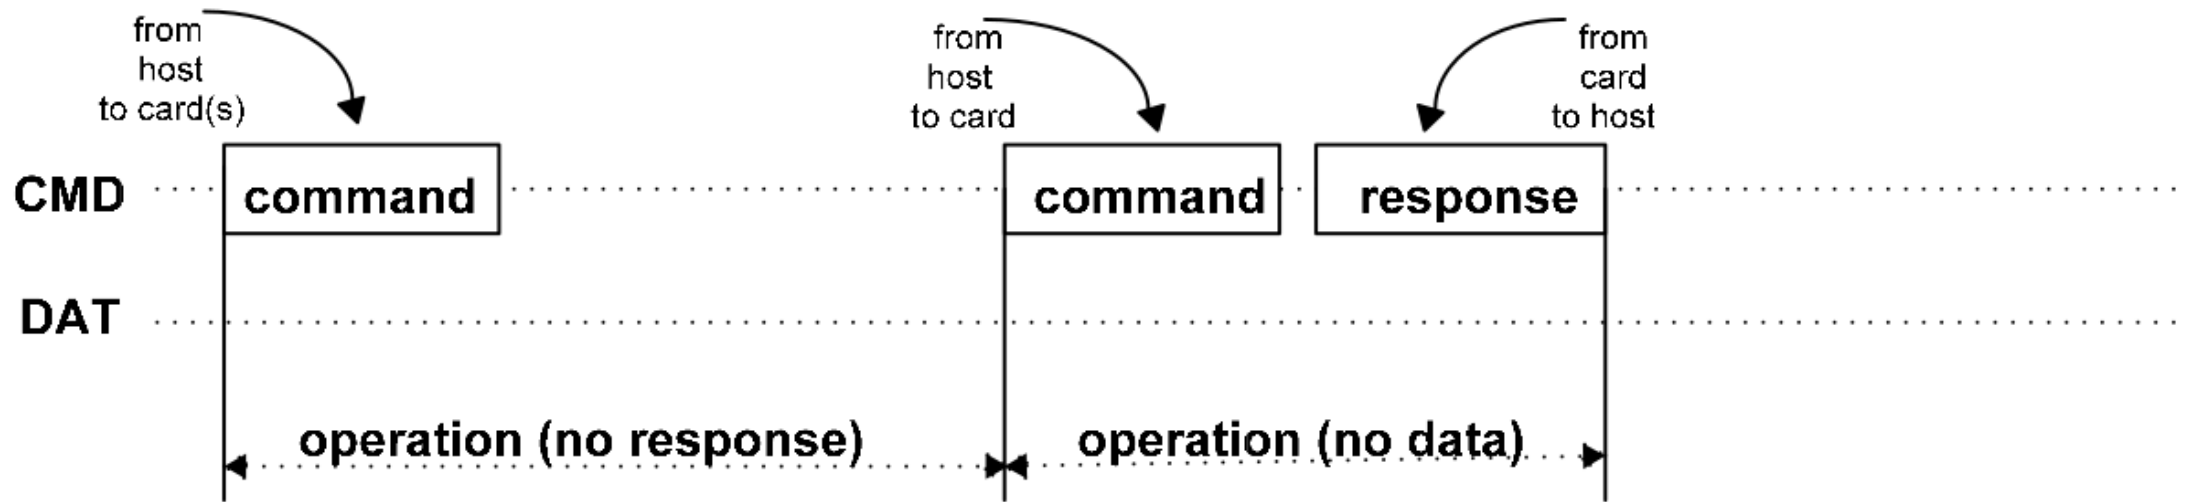 from
host
to card(s)
from
host
to card
from
card
to host
CMD
command
command
response
DAT
operation (no response)
operation (no data)